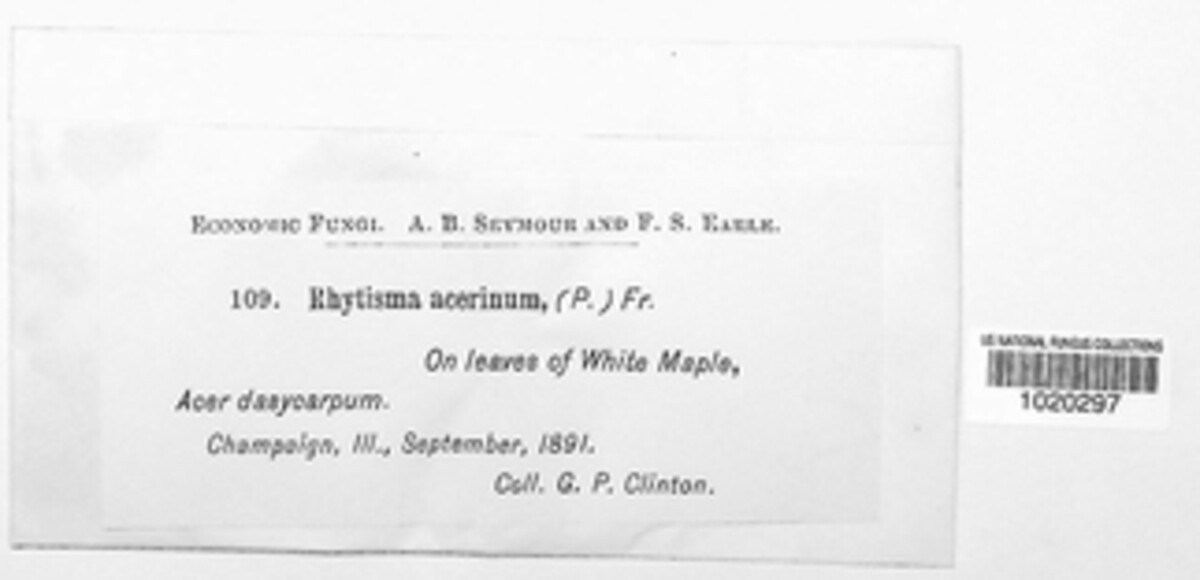 ECONOMIC FUNGI. A. B. SEYMOUR AND F. S. EARLE.
109. Rhytisma acerinum, (P.) Fr.
On leaves of White Maple,
Acer dasycarpum.
Champaign, Ill., September, 1891.
Coll. G. P. Clinton.
US NATIONAL FUNGUS COLLECTIONS
1020297